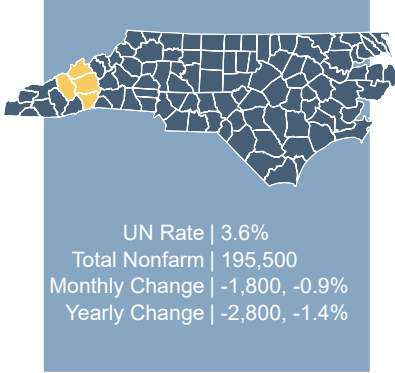 UN Rate | 3.6%
Total Nonfarm | 195,500
Monthly Change | -1,800, -0.9%
Yearly Change | -2,800, -1.4%